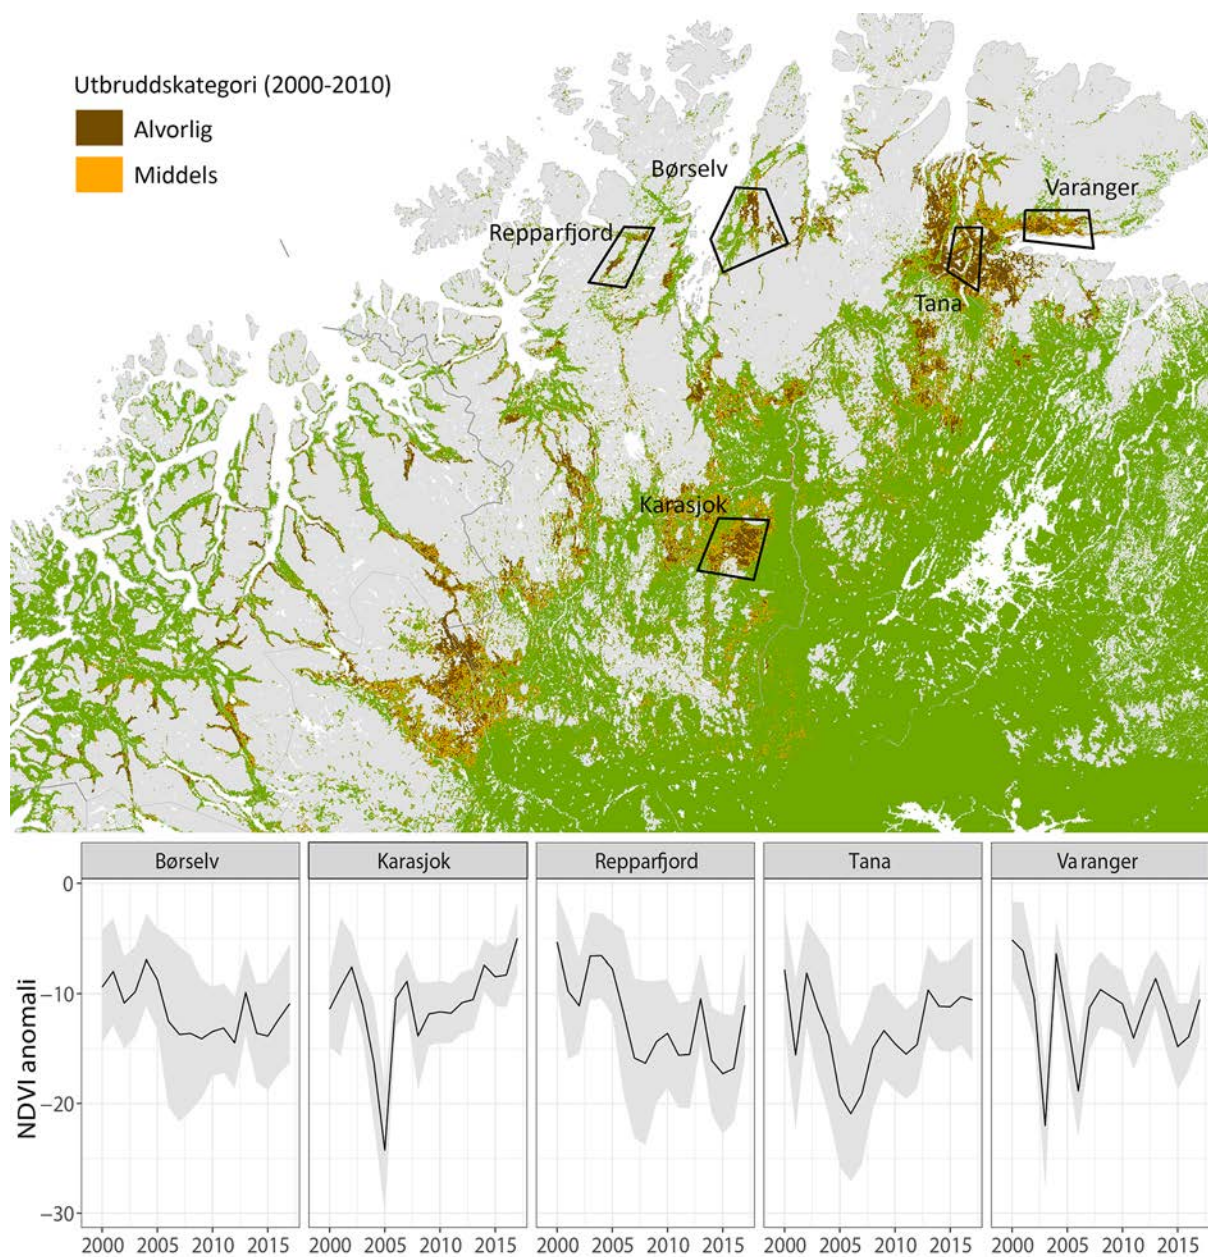 Utbruddskategori (2000-2010)
Alvorlig
Middels
Børselv
Varanger
Repparfjord
Tana
Karasjok
Børselv Karasjok Repparfjord Tana Varanger
NDVI anomali
0
−10
−20
−30
2000 2005 2010 2015 2000 2005 2010 2015 2000 2005 2010 2015 2000 2005 2010 2015 2000 2005 2010 2015